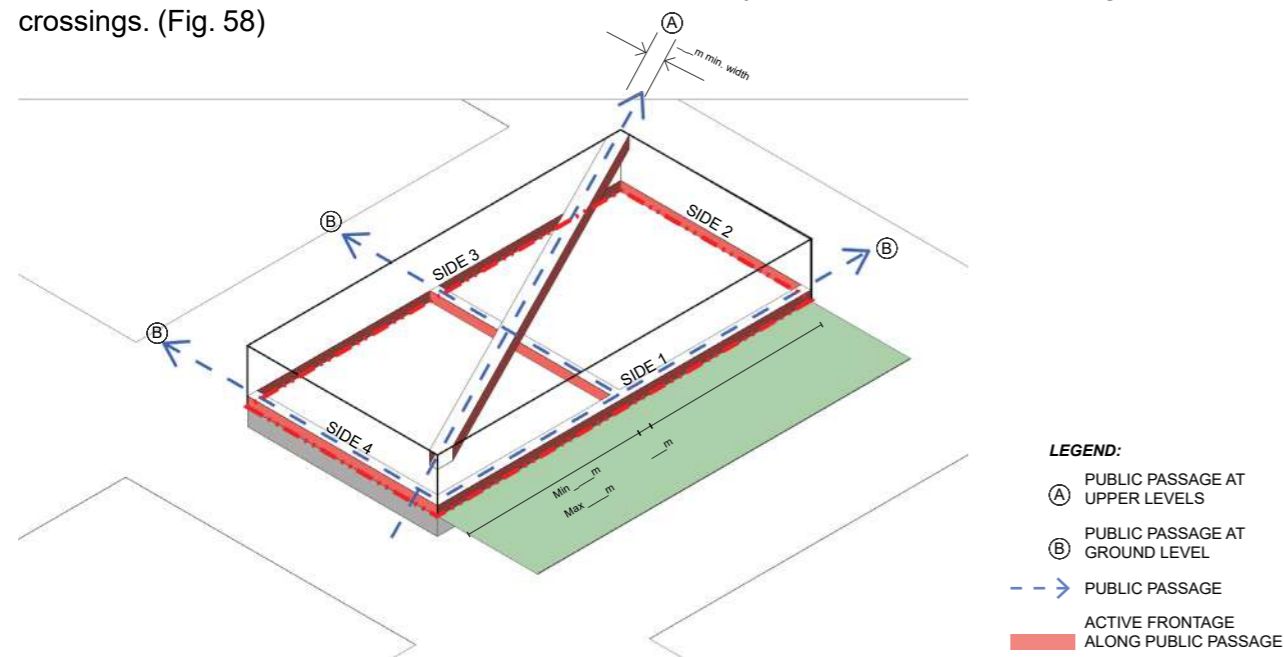 crossings. (Fig. 58)
A
___m min. width
B
SIDE 2
B
SIDE 3
B
SIDE 1
SIDE 4
___m
Min ___m
Max ___m
LEGEND:
A PUBLIC PASSAGE AT
UPPER LEVELS
B PUBLIC PASSAGE AT
GROUND LEVEL
PUBLIC PASSAGE
ACTIVE FRONTAGE
ALONG PUBLIC PASSAGE